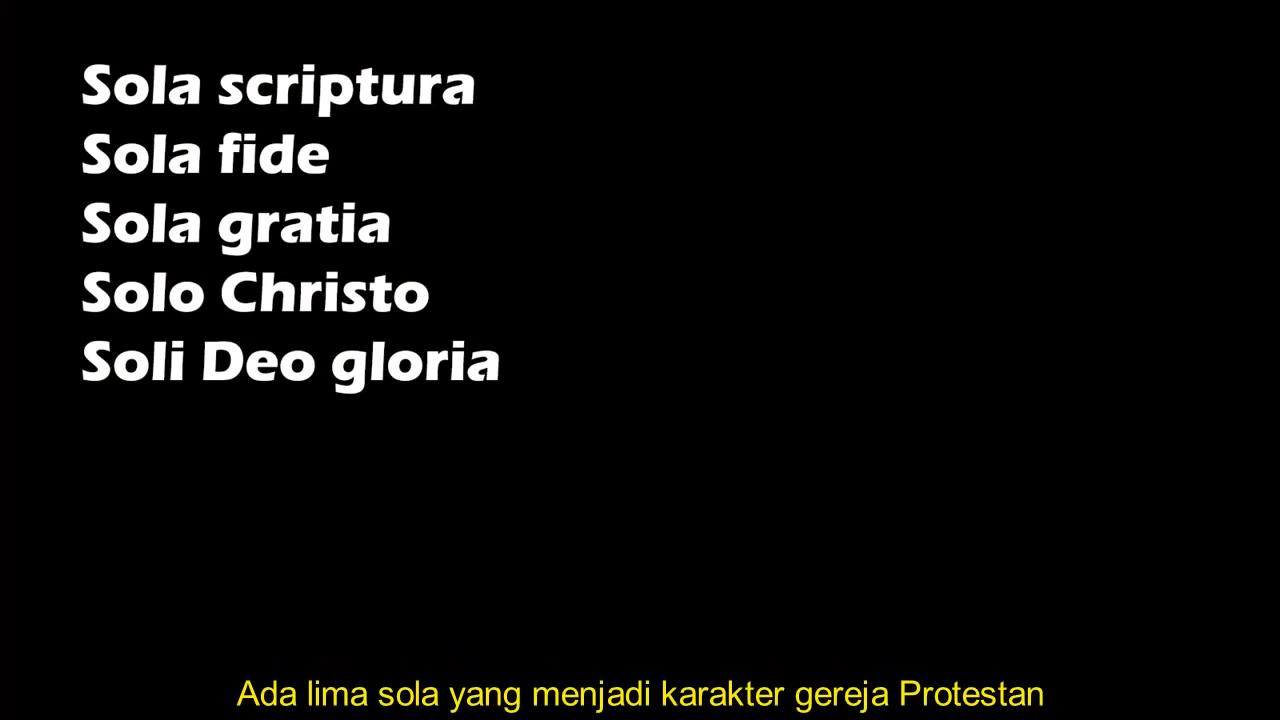 Sola scriptura
Sola fide
Sola gratia
Solo Christo
Soli Deo gloria
Ada lima sola yang menjadi karakter gereja Protestan